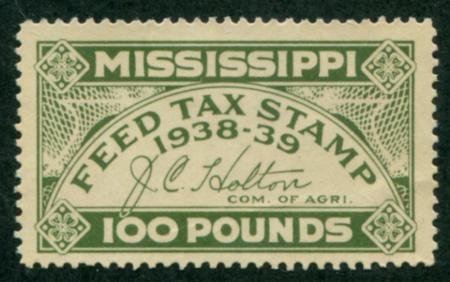 MISSISSIPPI
FEED TAX STAMP
1938-39
J. C. Holton
COM. OF AGRI.
100 POUNDS